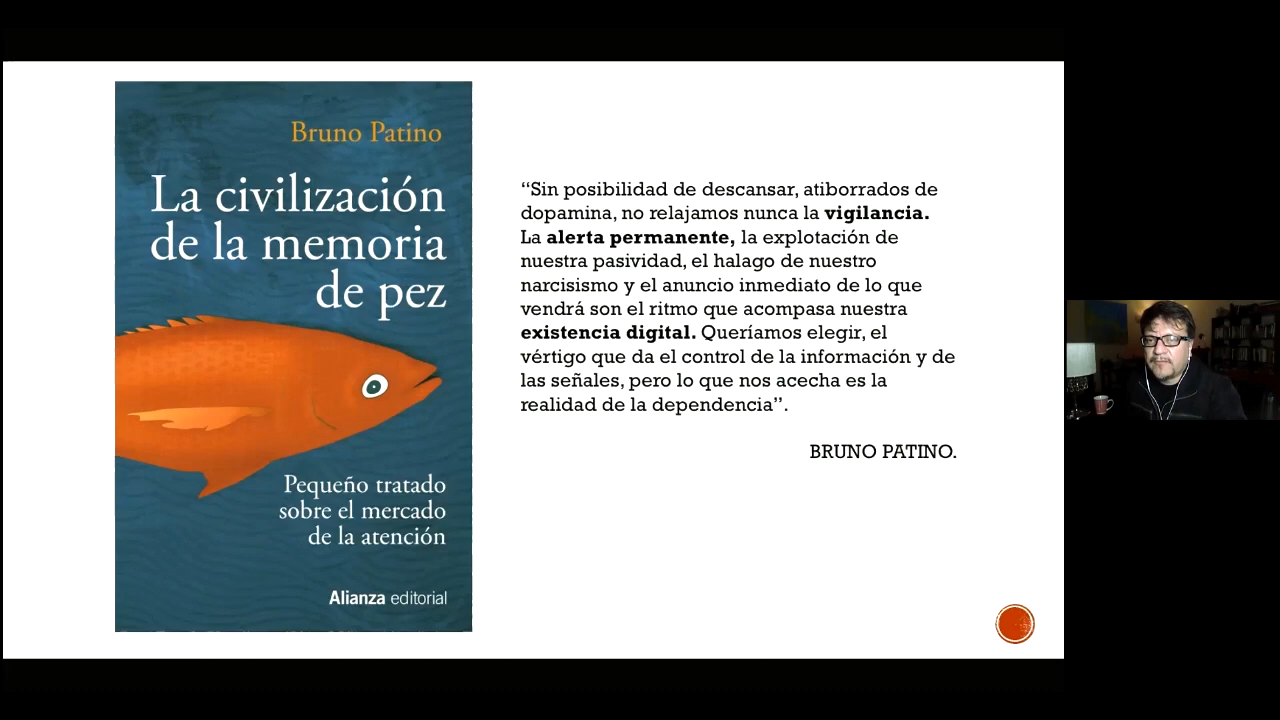 Bruno Patino
La civilización
de la memoria
de pez
Pequeño tratado
sobre el mercado
de la atención
Alianza editorial
“Sin posibilidad de descansar, atiborrados de
dopamina, no relajamos nunca la vigilancia.
La alerta permanente, la explotación de
nuestra pasividad, el halago de nuestro
narcisismo y el anuncio inmediato de lo que
vendrá son el ritmo que acompasa nuestra
existencia digital. Queríamos elegir, el
vértigo que da el control de la información y de
las señales, pero lo que nos acecha es la
realidad de la dependencia”.
BRUNO PATINO.